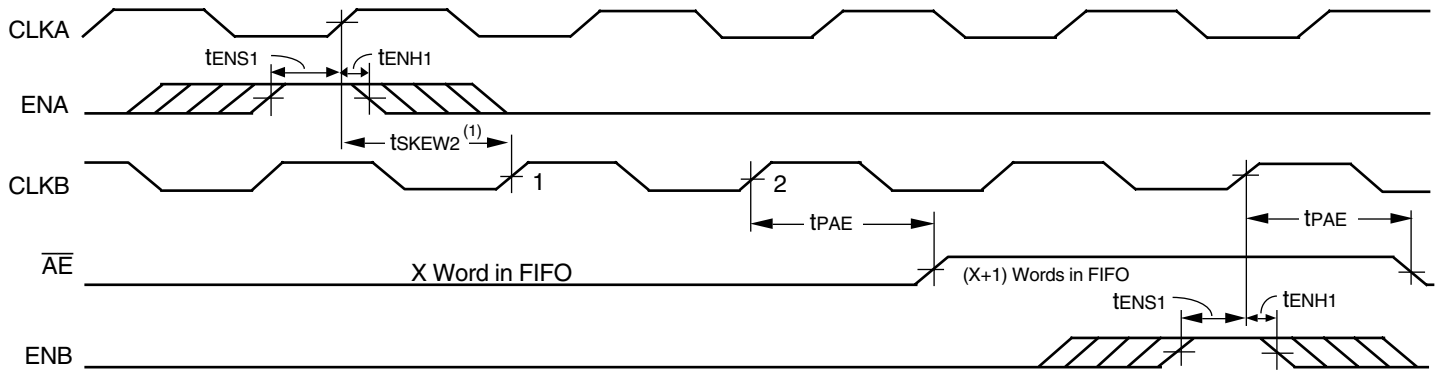 CLKA
tENS1
tENH1
ENA
tSKEW2(1)
CLKB
1
2
tPAE
tPAE
AE
X Word in FIFO
(X+1) Words in FIFO
tENS1
tENH1
ENB